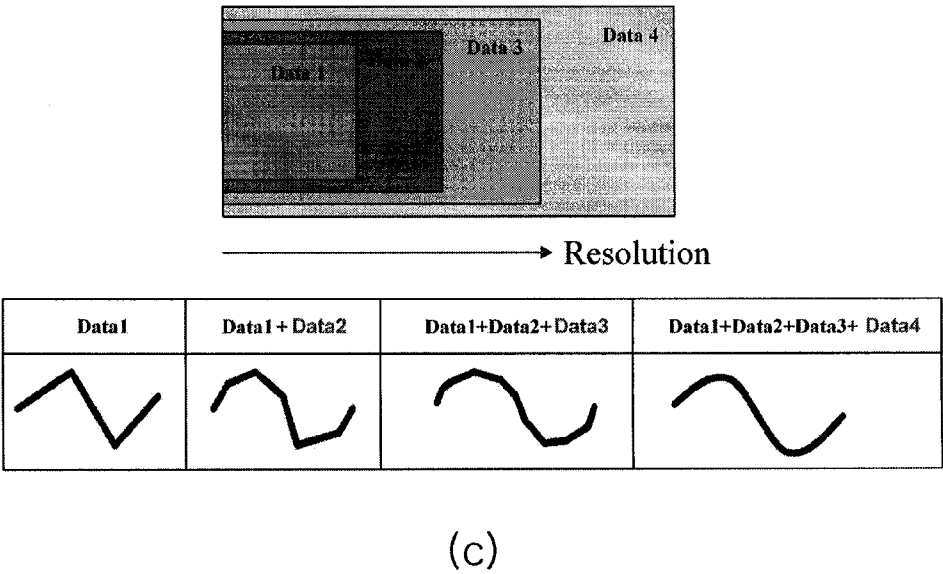 Data 1
Data 3
Data 4
Resolution
Data1
Data1+ Data2
Data1+Data2+Data3
Data1+Data2+Data3+ Data4
(c)